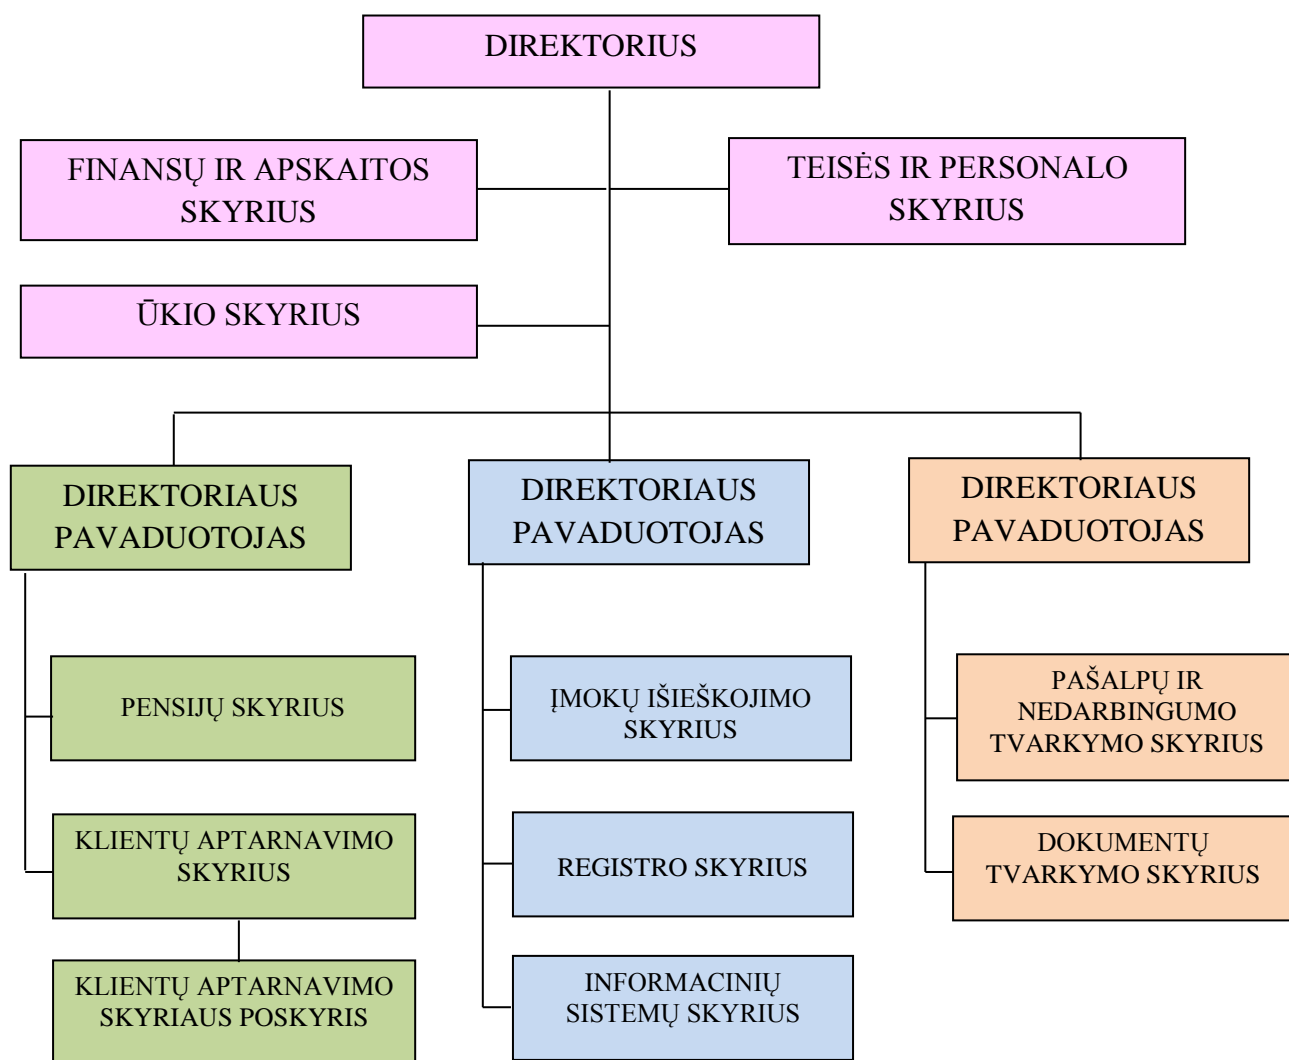 DIREKTORIUS
FINANSŲ IR APSKAITOS
SKYRIUS
TEISĖS IR PERSONALO
SKYRIUS
ŪKIO SKYRIUS
DIREKTORIAUS
PAVADUOTOJAS
DIREKTORIAUS
PAVADUOTOJAS
DIREKTORIAUS
PAVADUOTOJAS
PENSIJŲ SKYRIUS
ĮMOKŲ IŠIEŠKOJIMO
SKYRIUS
PAŠALPŲ IR
NEDARBINGUMO
TVARKYMO SKYRIUS
KLIENTŲ APTARNAVIMO
SKYRIUS
REGISTRO SKYRIUS
DOKUMENTŲ
TVARKYMO SKYRIUS
KLIENTŲ APTARNAVIMO
SKYRIAUS POSKYRIS
INFORMACINIŲ
SISTEMŲ SKYRIUS